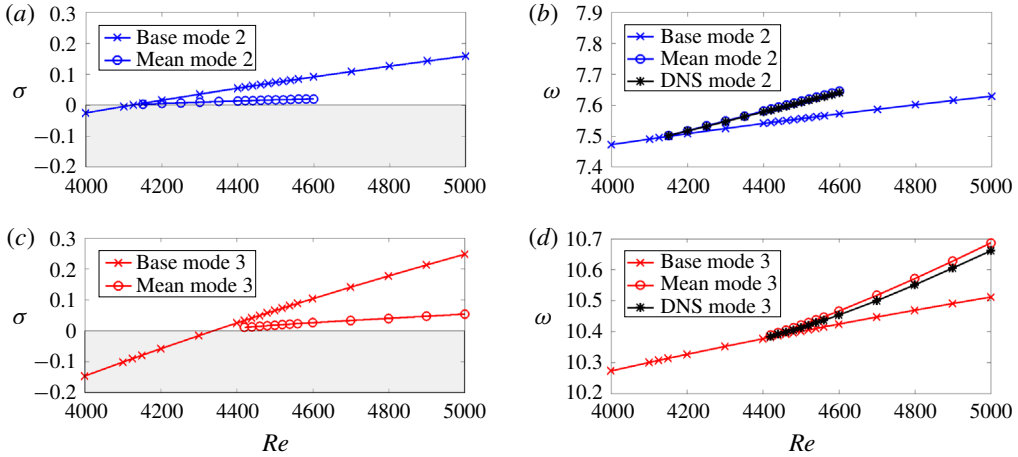 (a)
0.3
0.2
0.1
0
−0.1
−0.2
σ
Base mode 2
Mean mode 2
4000 4200 4400 4600 4800 5000
(b)
7.9
7.8
7.7
7.6
7.5
7.4
ω
Base mode 2
Mean mode 2
DNS mode 2
4000 4200 4400 4600 4800 5000
(c)
0.3
0.2
0.1
0
−0.1
−0.2
σ
Base mode 3
Mean mode 3
4000 4200 4400 4600 4800 5000
Re
(d)
10.7
10.6
10.5
10.4
10.3
10.2
ω
Base mode 3
Mean mode 3
DNS mode 3
4000 4200 4400 4600 4800 5000
Re